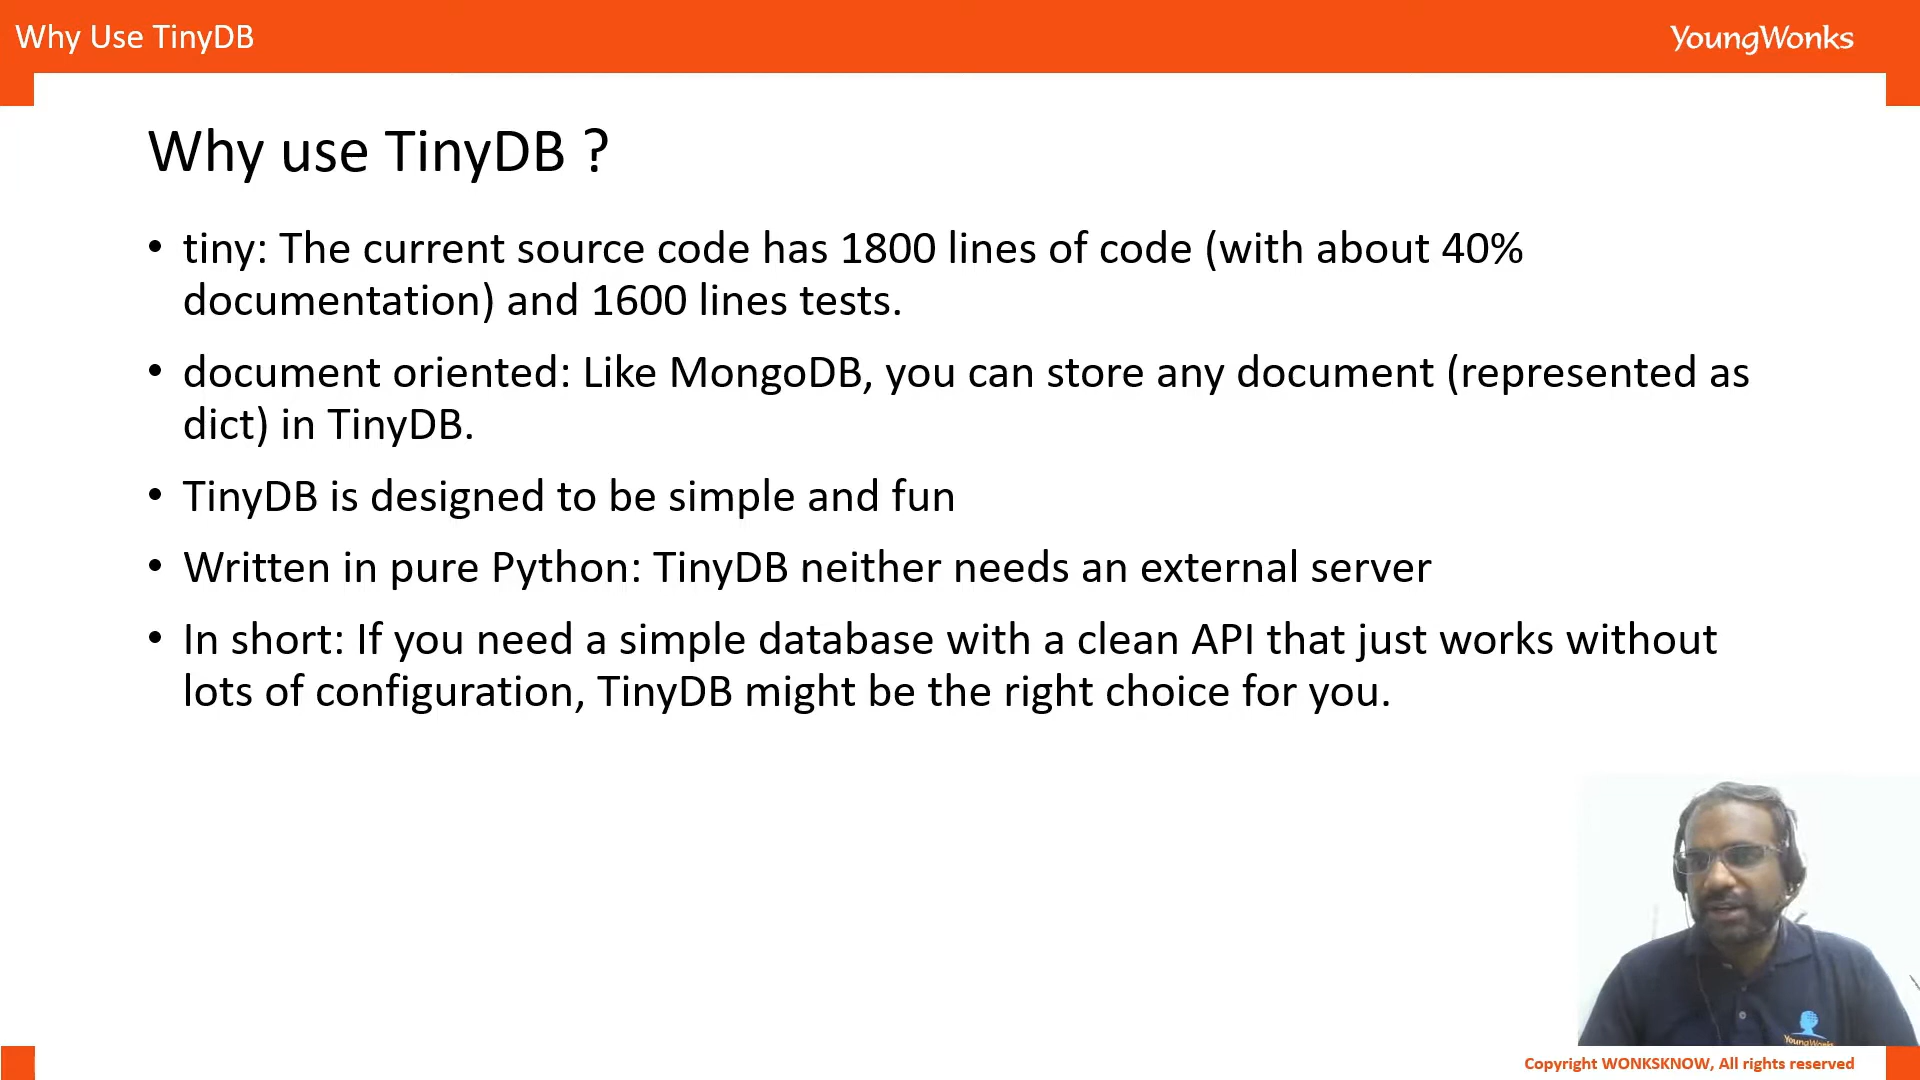 Why Use TinyDB
YoungWonks
Why use TinyDB ?
• tiny: The current source code has 1800 lines of code (with about 40%
documentation) and 1600 lines tests.
• document oriented: Like MongoDB, you can store any document (represented as
dict) in TinyDB.
• TinyDB is designed to be simple and fun
• Written in pure Python: TinyDB neither needs an external server
• In short: If you need a simple database with a clean API that just works without
lots of configuration, TinyDB might be the right choice for you.
YoungWonks
Copyright WONKSKNOW, All rights reserved